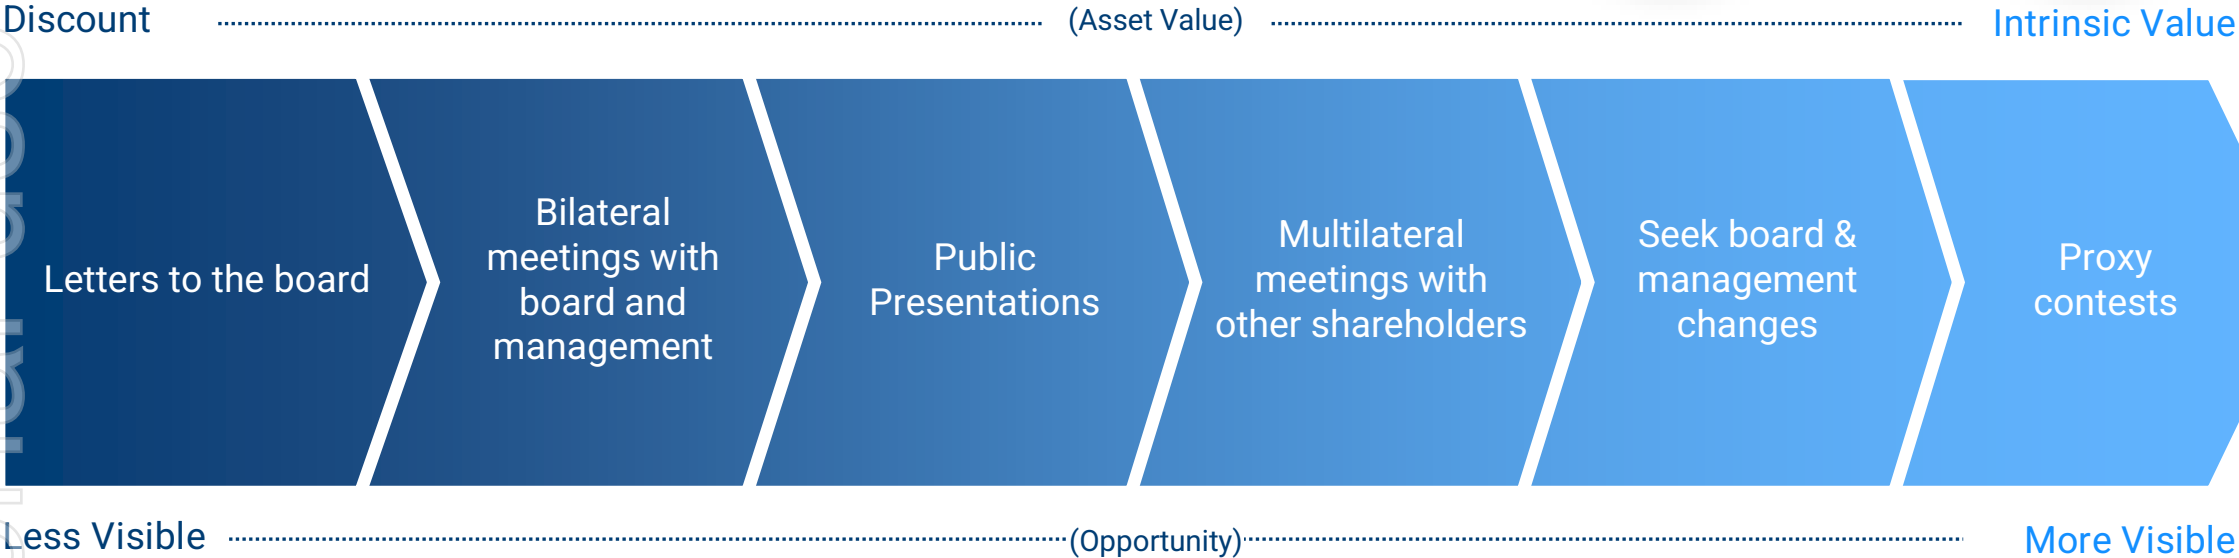 Discount (Asset Value) Intrinsic Value
Letters to the board
Bilateral
meetings with
board and
management
Public
Presentations
Multilateral
meetings with
other shareholders
Seek board &
management
changes
Proxy
contests
Less Visible (Opportunity) More Visible